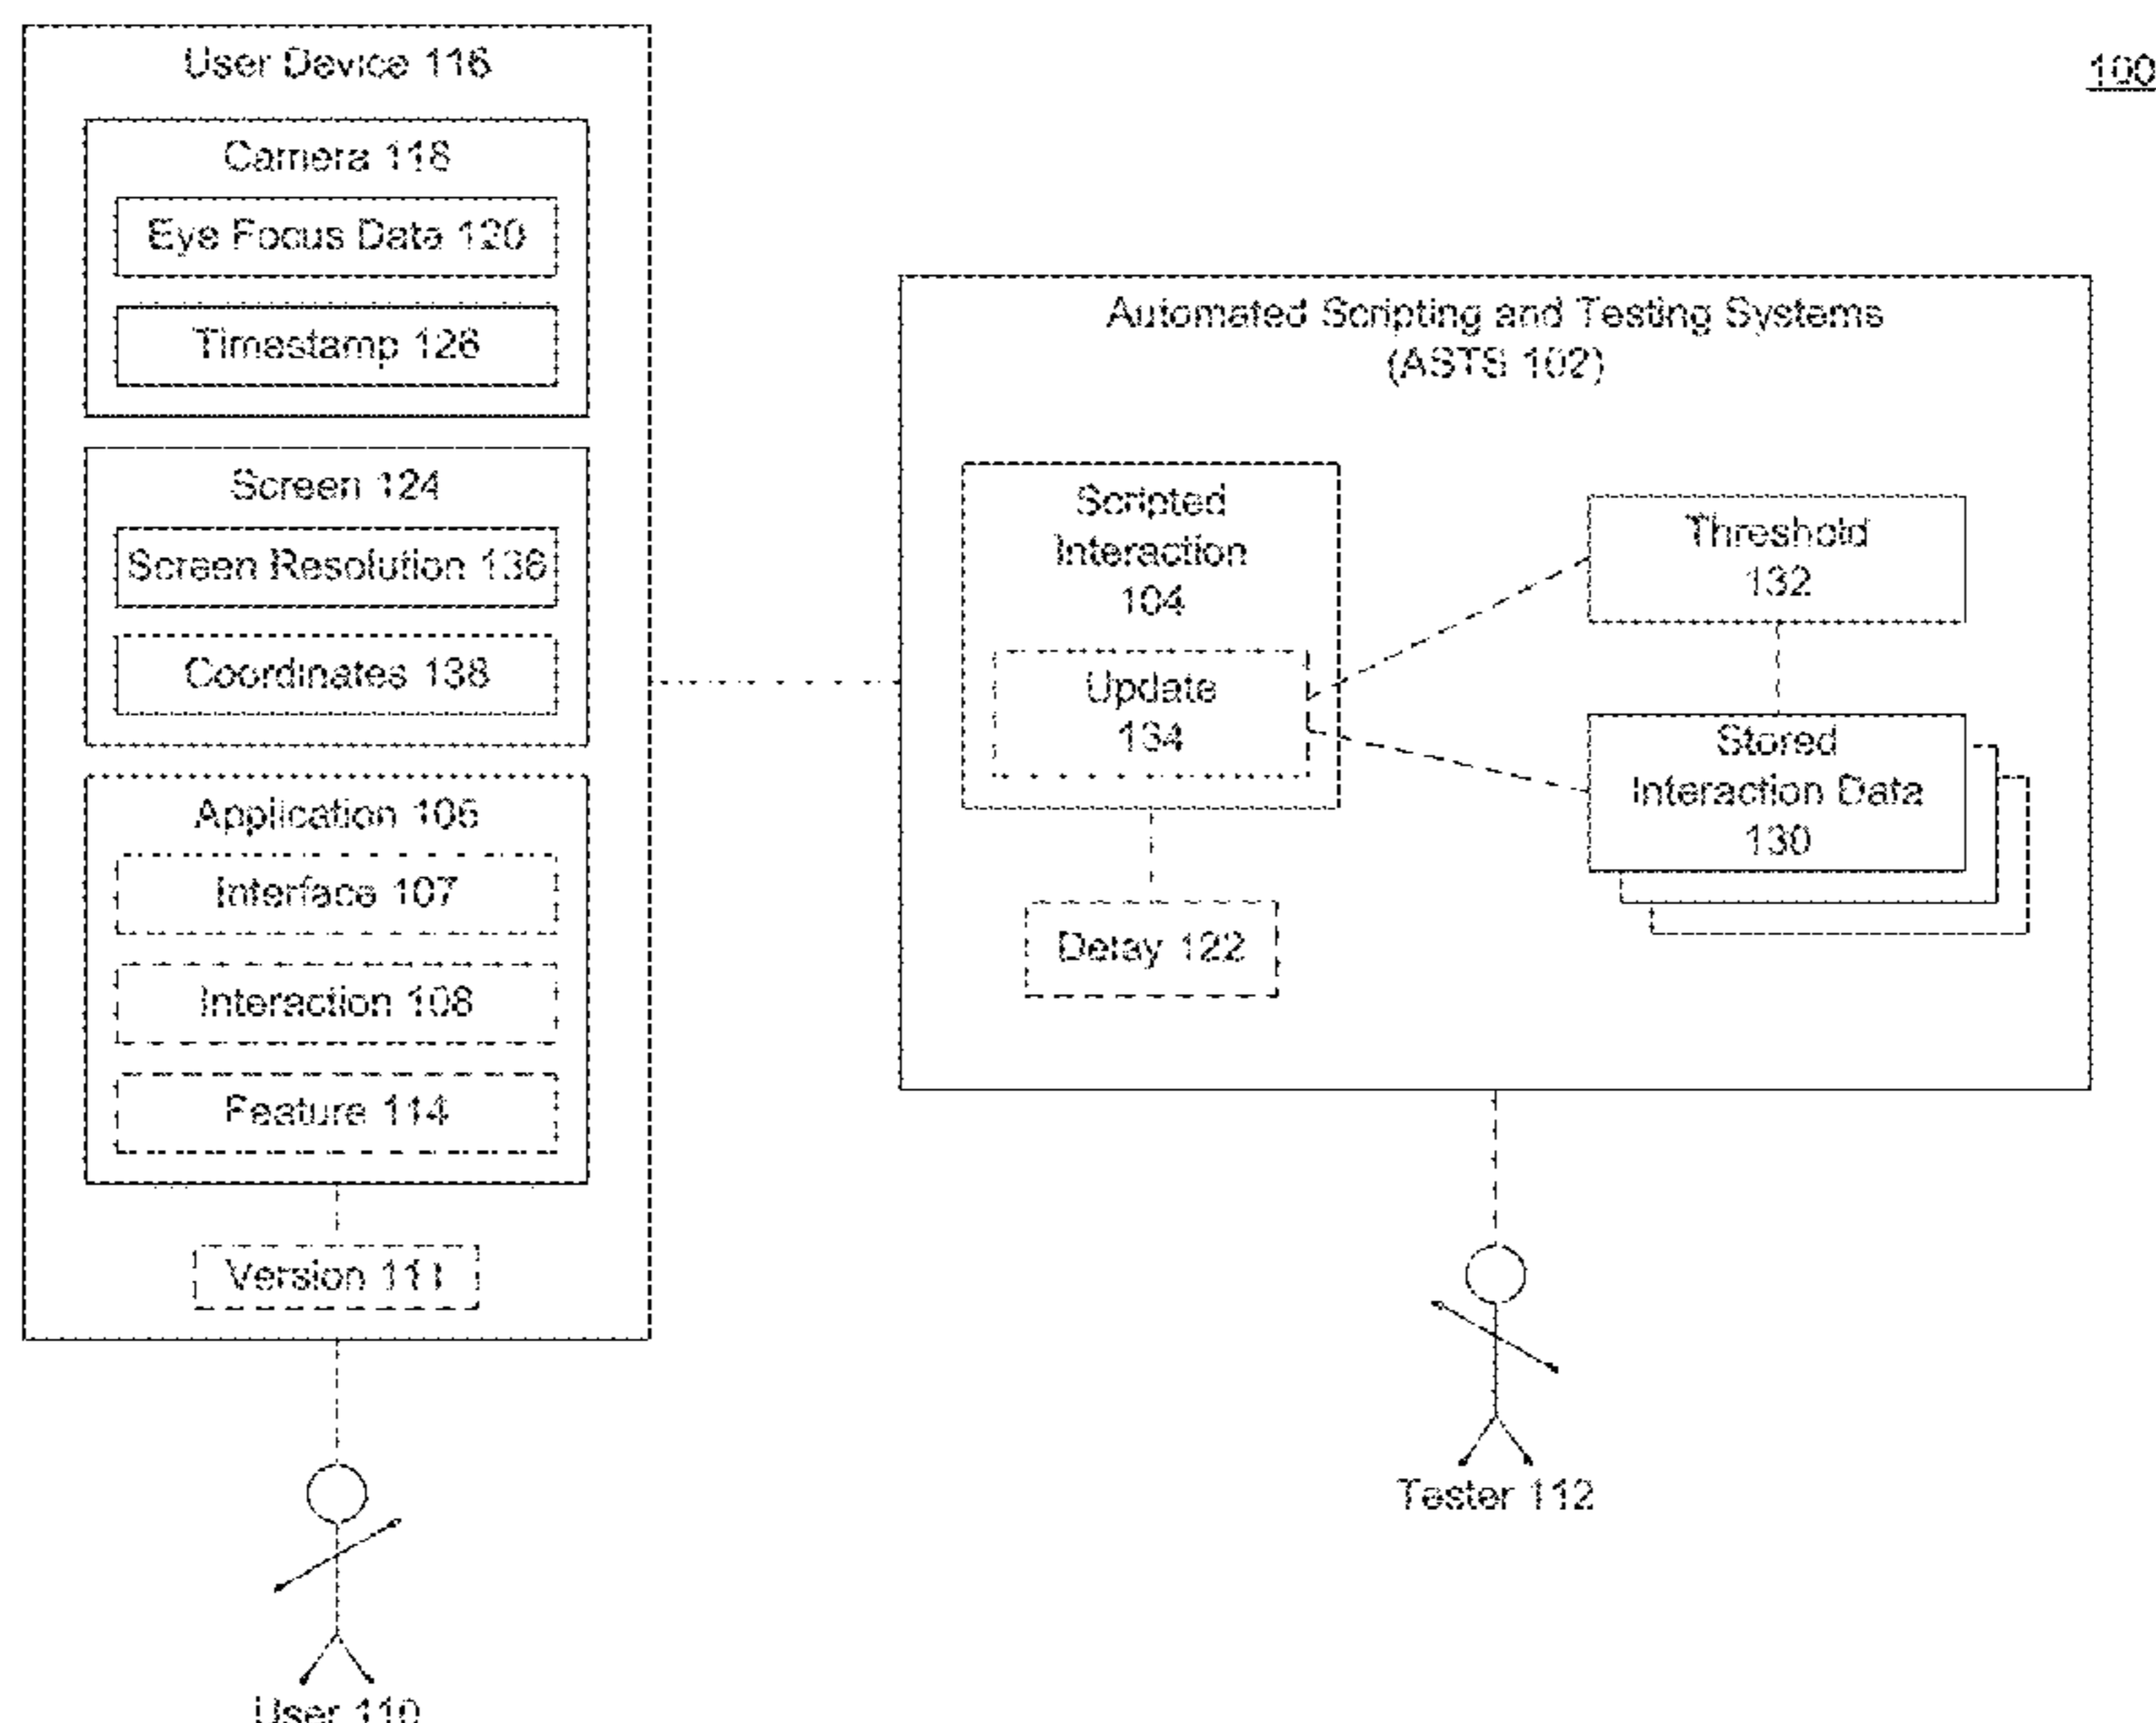 User Device 116
100
Camera 118
Eye Focus Data 120
Timestamp 126
Screen 124
Screen Resolution 136
Coordinates 138
Application 106
Interface 107
Interaction 108
Feature 114
Version 111
User 110
Automated Scripting and Testing Systems
(ASTS 102)
Scripted
Interaction
104
Update
134
Delay 122
Threshold
132
Stored
Interaction Data
130
Tester 112